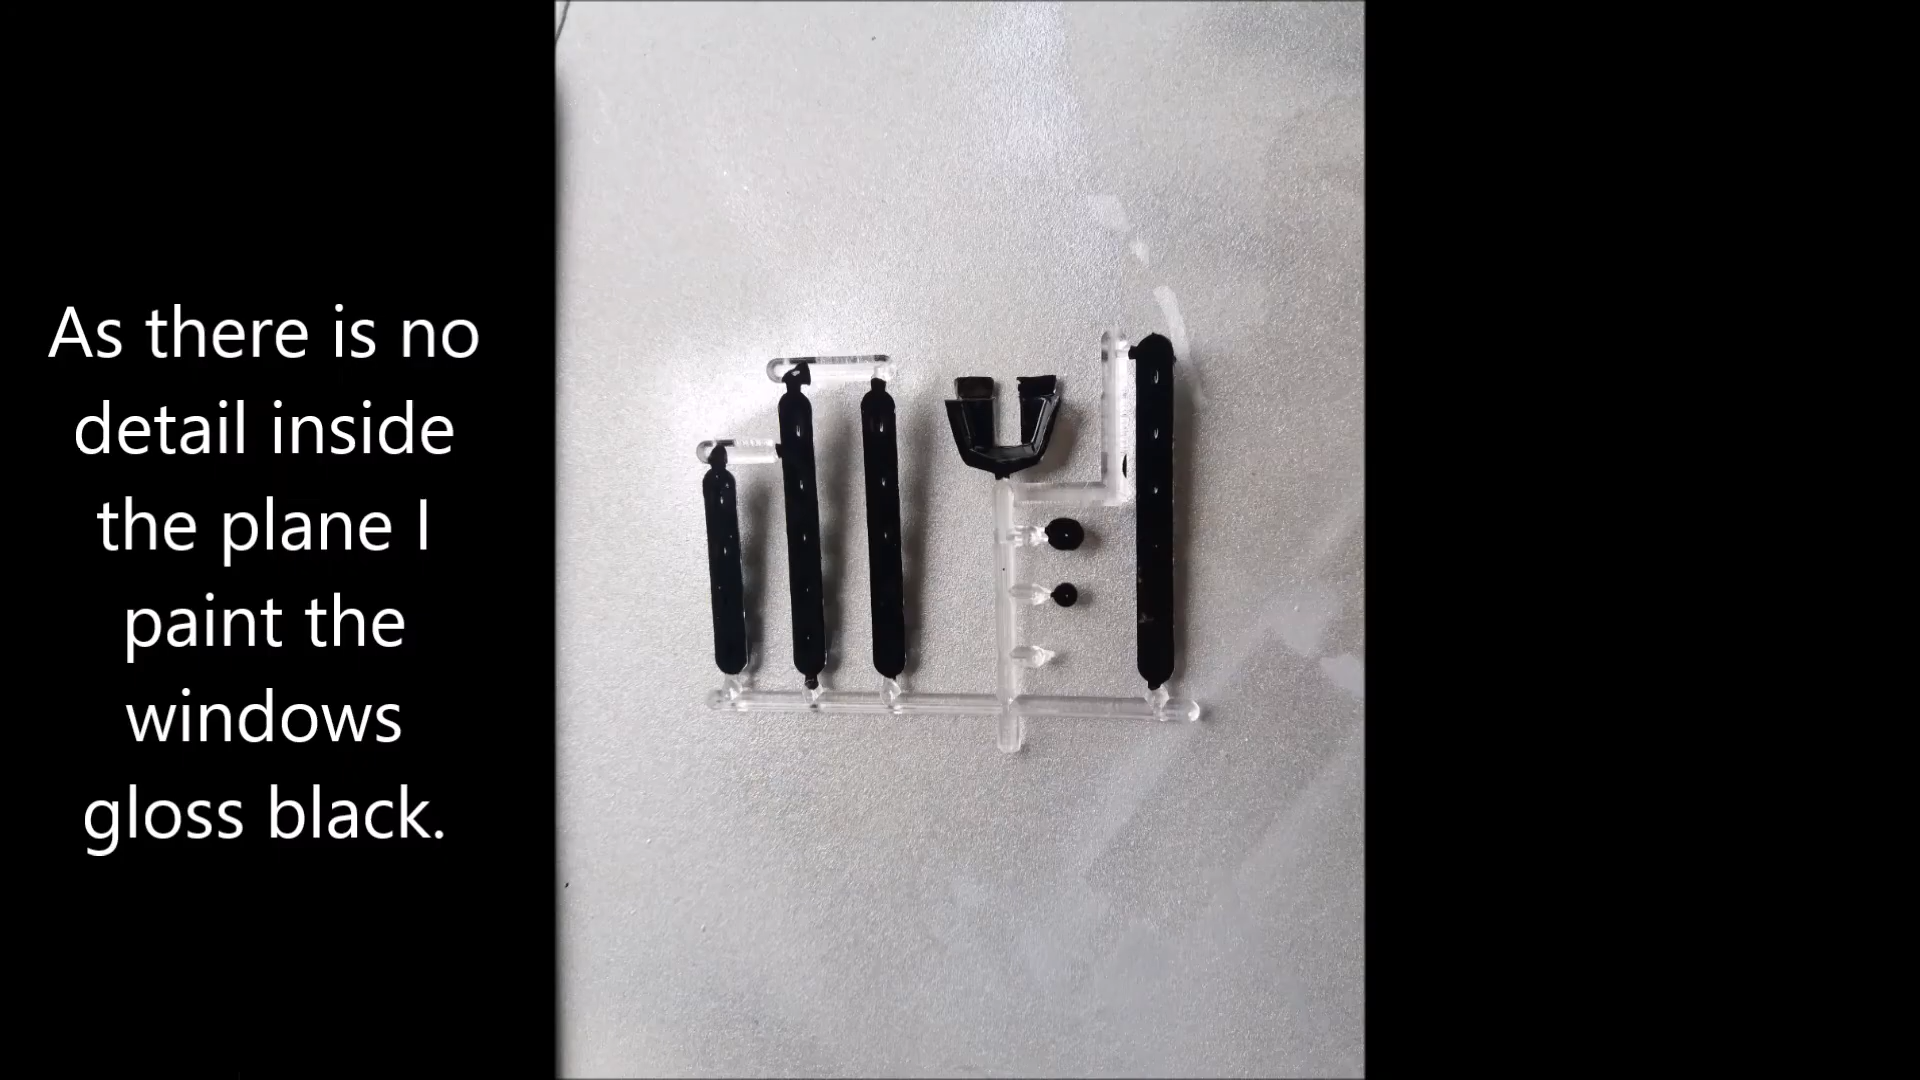 As there is no
detail inside
the plane I
paint the
windows
gloss black.